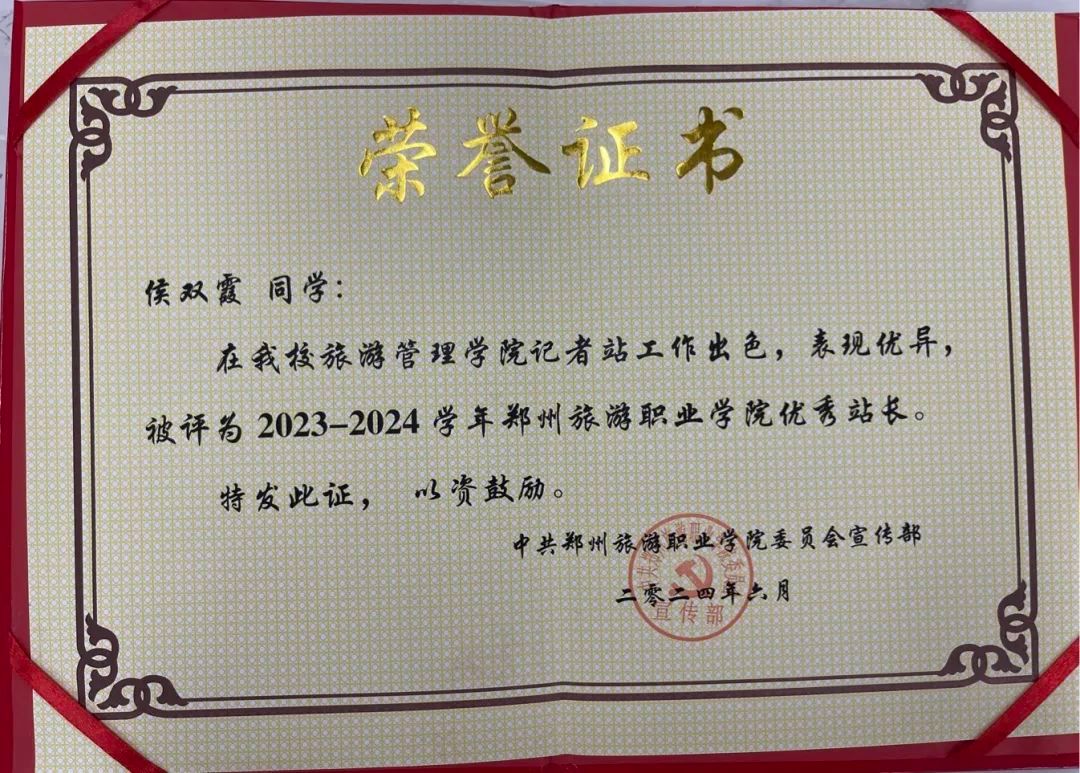 荣誉证书
侯双霞 同学：
在我校旅游管理学院记者站工作出色，表现优异，
被评为 2023-2024 学年郑州旅游职业学院优秀站长。
特发此证， 以资鼓励。
中共郑州旅游职业学院委员会宣传部
二零二四年六月
宣传部